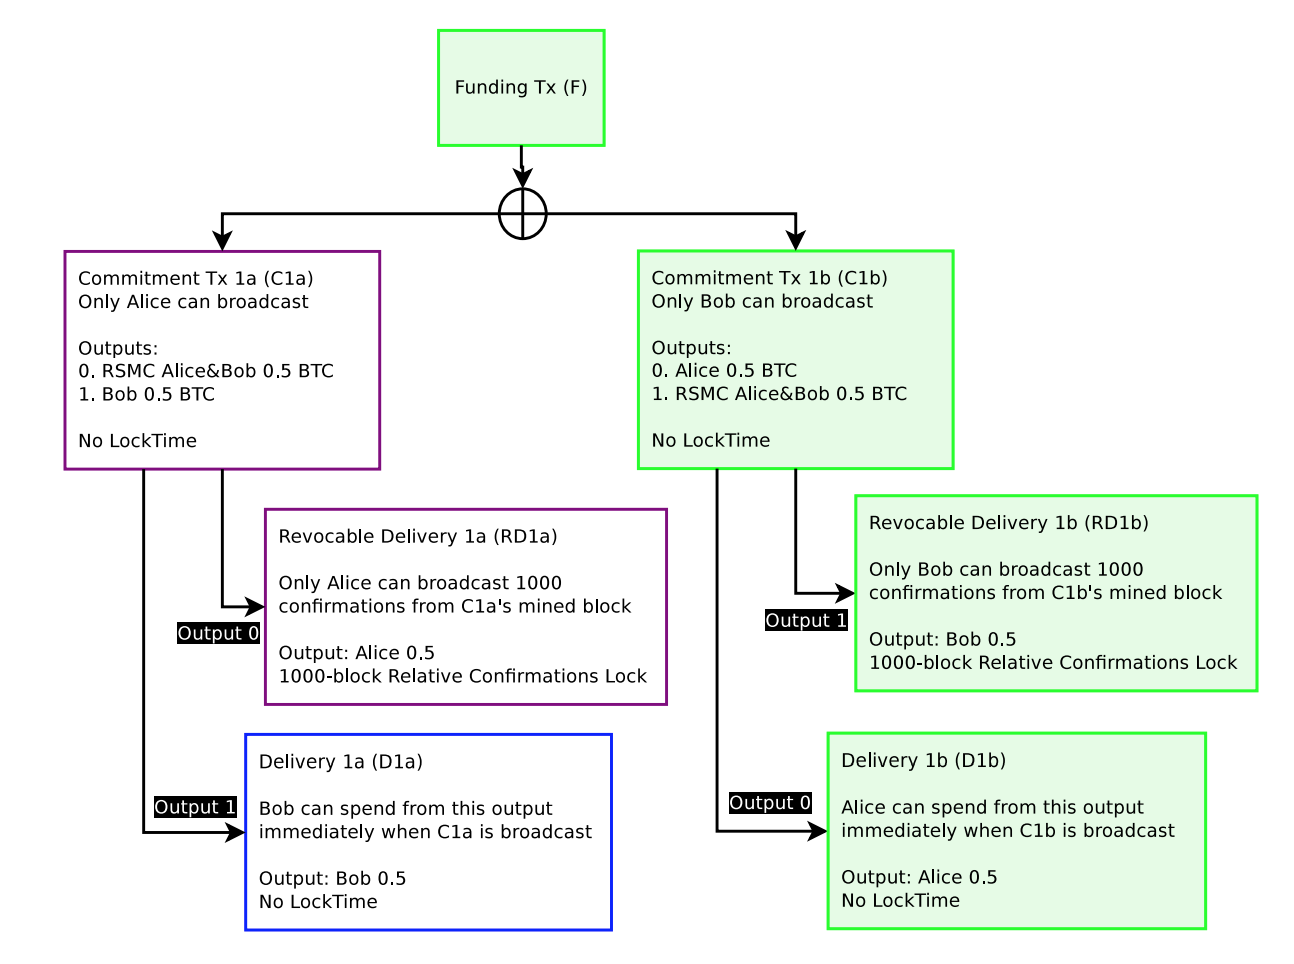 Funding Tx (F)
Commitment Tx 1a (C1a)
Only Alice can broadcast
Outputs:
0. RSMC Alice&Bob 0.5 BTC
1. Bob 0.5 BTC
No LockTime
Commitment Tx 1b (C1b)
Only Bob can broadcast
Outputs:
0. Alice 0.5 BTC
1. RSMC Alice&Bob 0.5 BTC
No LockTime
Revocable Delivery 1a (RD1a)
Only Alice can broadcast 1000
confirmations from C1a's mined block
Output: Alice 0.5
1000-block Relative Confirmations Lock
Output 0
Revocable Delivery 1b (RD1b)
Only Bob can broadcast 1000
confirmations from C1b's mined block
Output: Bob 0.5
1000-block Relative Confirmations Lock
Output 1
Delivery 1a (D1a)
Bob can spend from this output
immediately when C1a is broadcast
Output: Bob 0.5
No LockTime
Output 1
Delivery 1b (D1b)
Alice can spend from this output
immediately when C1b is broadcast
Output: Alice 0.5
No LockTime
Output 0